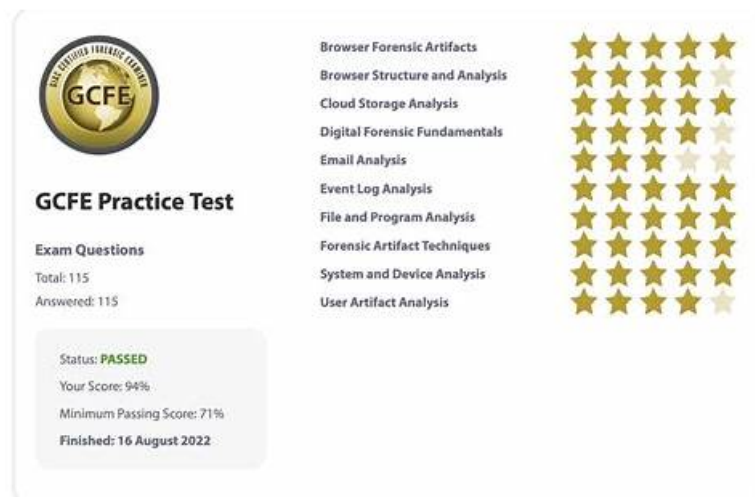 GIAC CERTIFIED FORENSIC EXAMINER
GCFE
GCFE Practice Test
Exam Questions
Total: 115
Answered: 115
Status: PASSED
Your Score: 94%
Minimum Passing Score: 71%
Finished: 16 August 2022
Browser Forensic Artifacts
Browser Structure and Analysis
Cloud Storage Analysis
Digital Forensic Fundamentals
Email Analysis
Event Log Analysis
File and Program Analysis
Forensic Artifact Techniques
System and Device Analysis
User Artifact Analysis